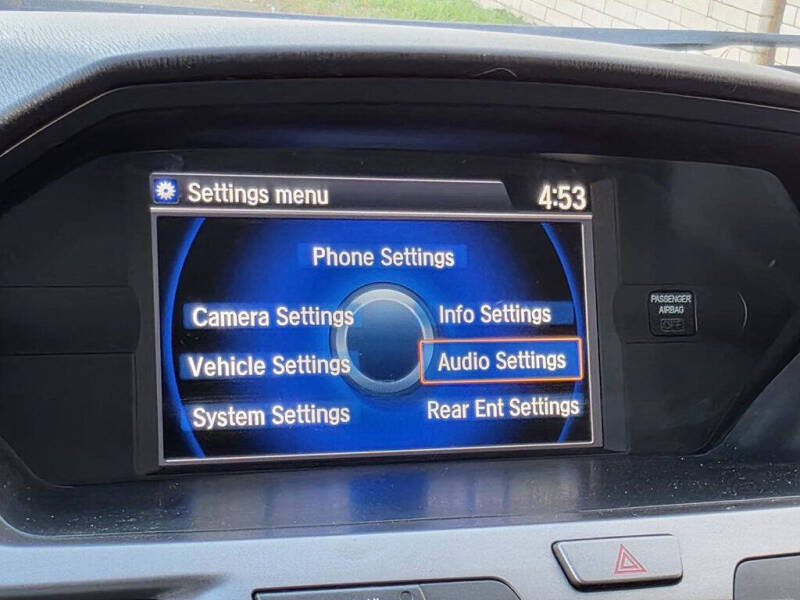 Settings menu 4:53
Phone Settings
Camera Settings Info Settings
Vehicle Settings Audio Settings
System Settings Rear Ent Settings
PASSENGER
AIRBAG
OFF